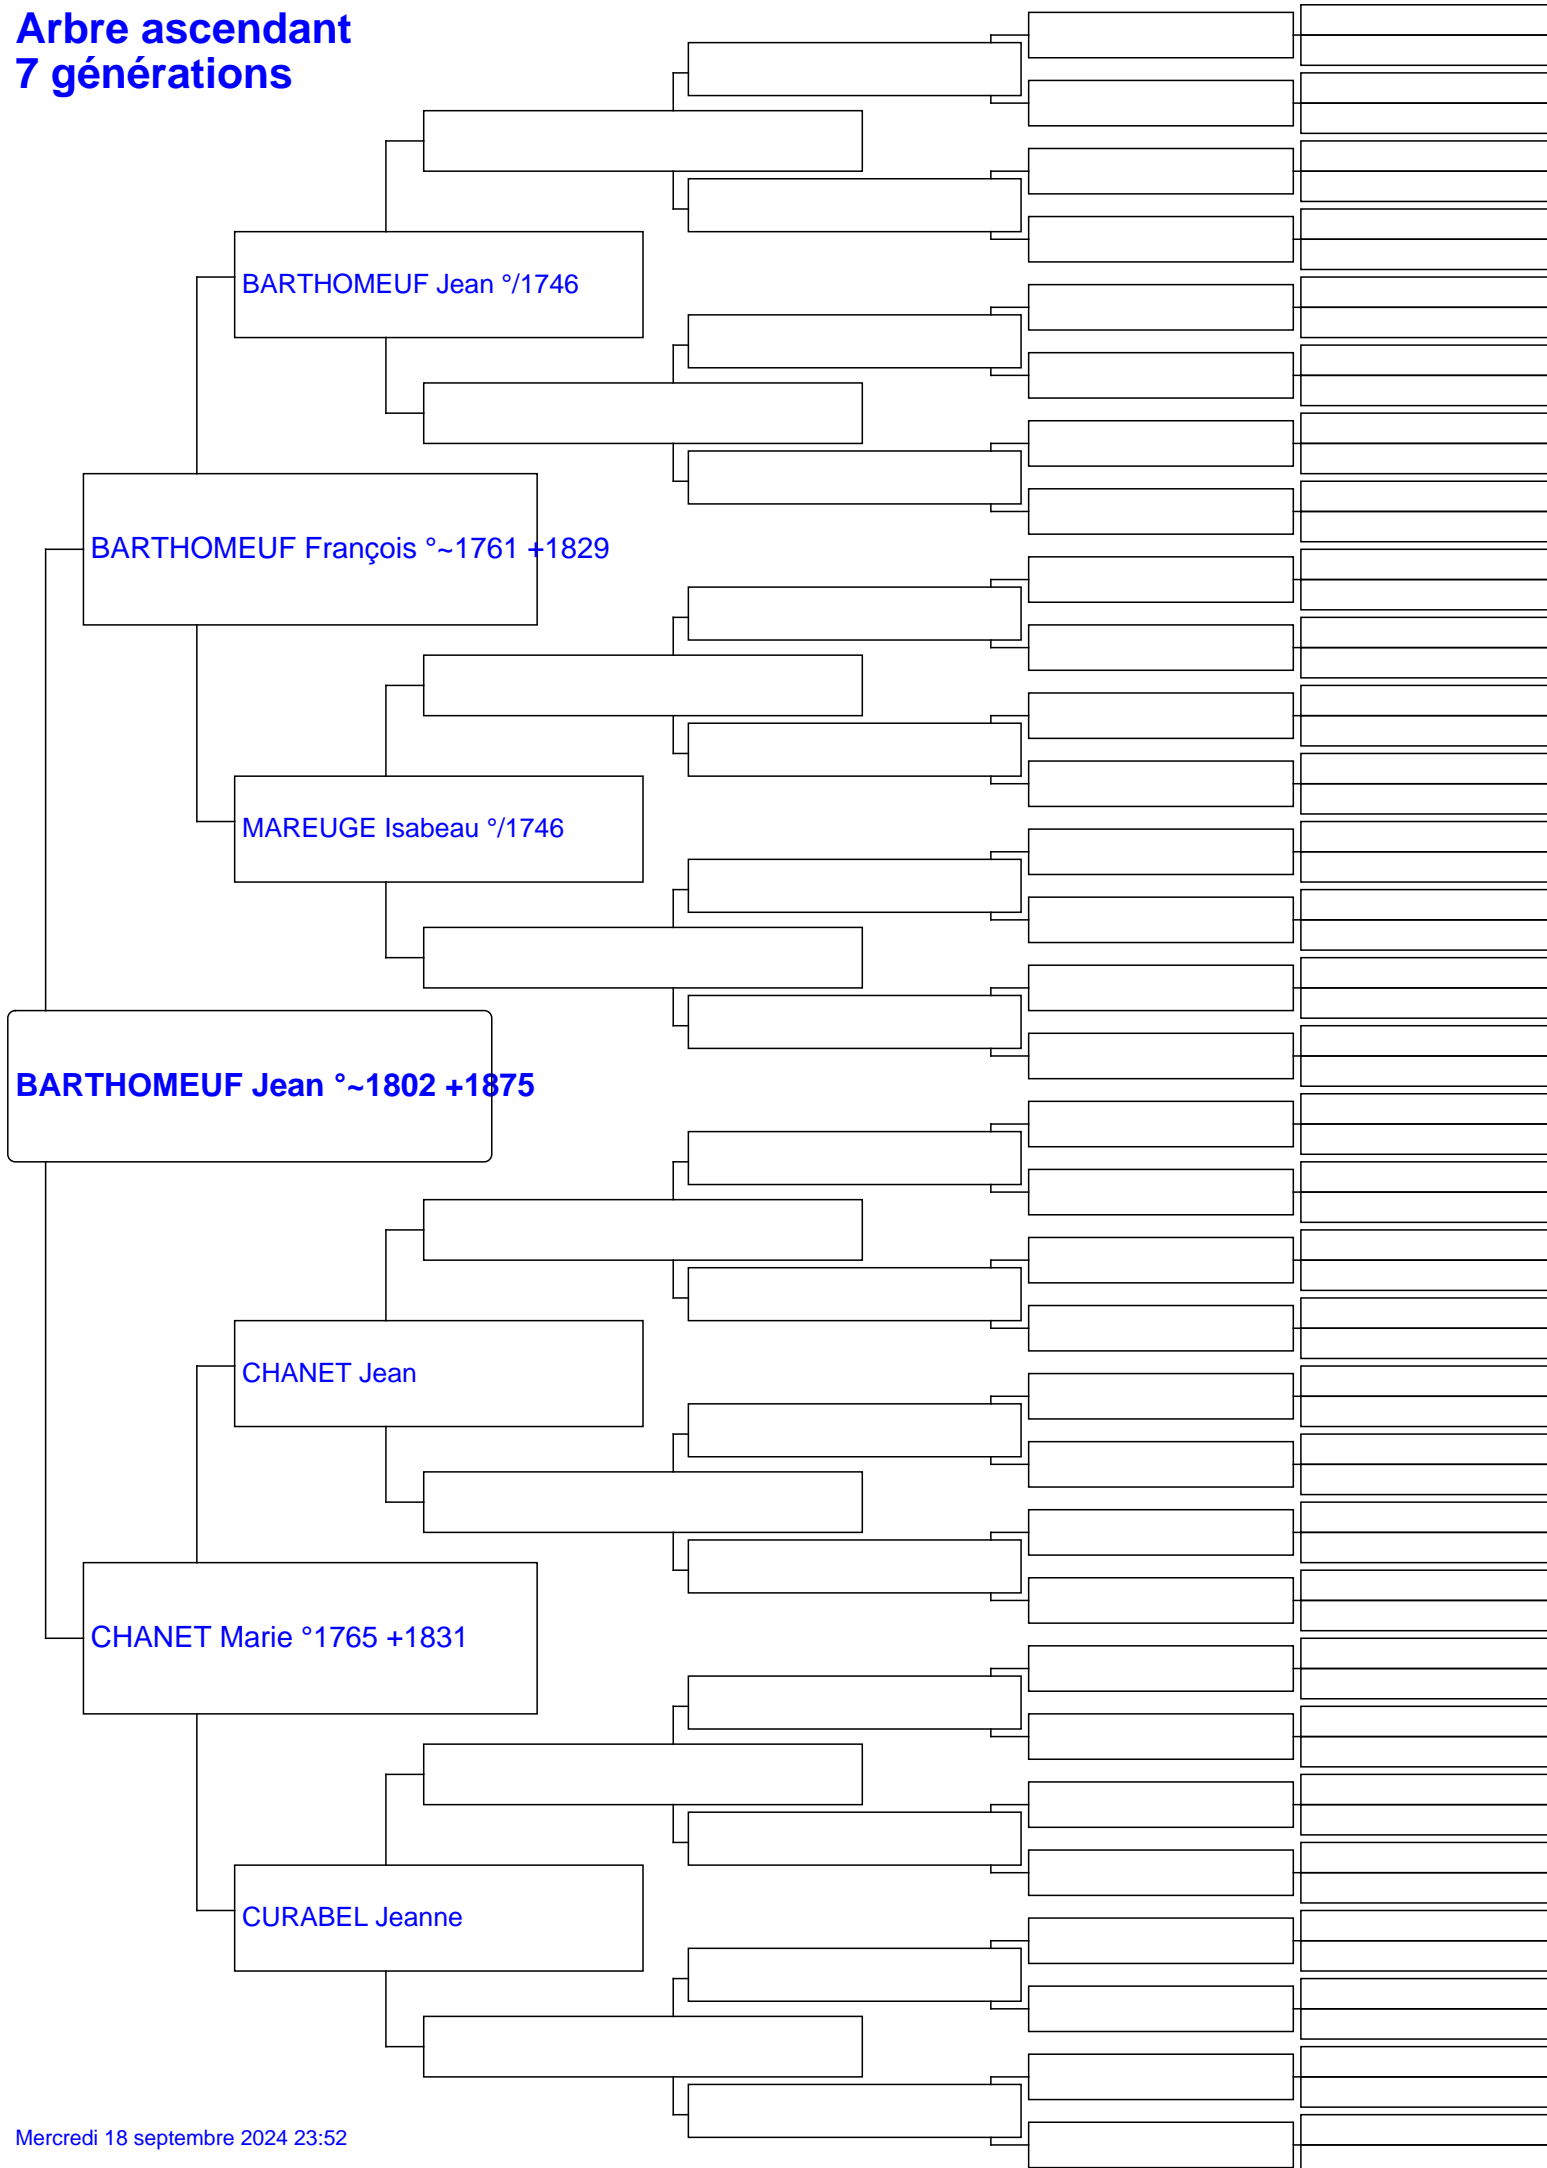 Arbre ascendant
7 générations
BARTHOMEUF Jean °/1746
BARTHOMEUF François °~1761 +1829
MAREUGE Isabeau °/1746
BARTHOMEUF Jean °~1802 +1875
CHANET Jean
CHANET Marie °1765 +1831
CURABEL Jeanne
Mercredi 18 septembre 2024 23:52